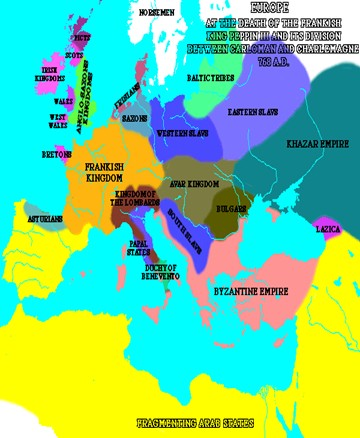 EUROPE
AT THE DEATH OF THE FRANKISH
KING PEPPIN III AND ITS DIVISION
BETWEEN CARLOMAN AND CHARLEMAGNE
768 A.D.
NORSEMEN
PICTS
SCOTS
IRISH
KINGDOMS
ANGLO-SAXON
KINGDOMS
WALES
WEST
WALES
FRISIANS
SAXONS
BALTIC TRIBES
EASTERN SLAVS
WESTERN SLAVS
KHAZAR EMPIRE
BRETONS
FRANKISH
KINGDOM
AVAR KINGDOM
KINGDOM OF
THE LOMBARDS
BULGARS
ASTURIANS
SOUTH SLAVS
LAZICA
PAPAL
STATES
DUCHY OF
BENEVENTO
BYZANTINE EMPIRE
FRAGMENTING ARAB STATES